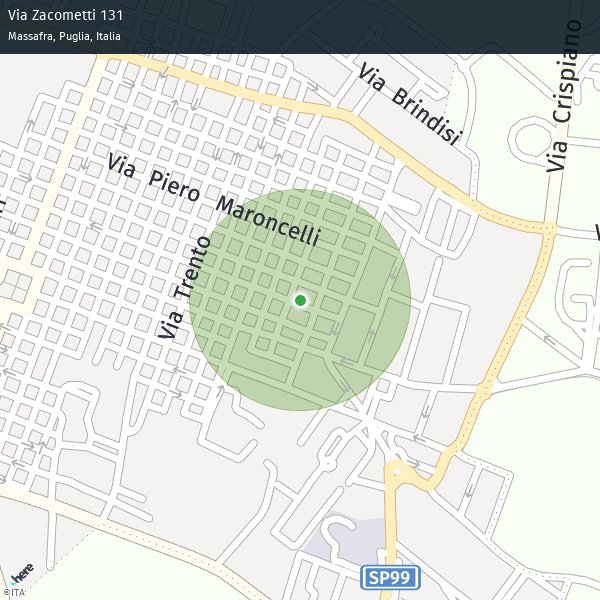 Via Zacometti 131
Massafra, Puglia, Italia
Via Brindisi
Via Crispiano
Via Piero Maroncelli
Via Trento
SP99
here
©ITA